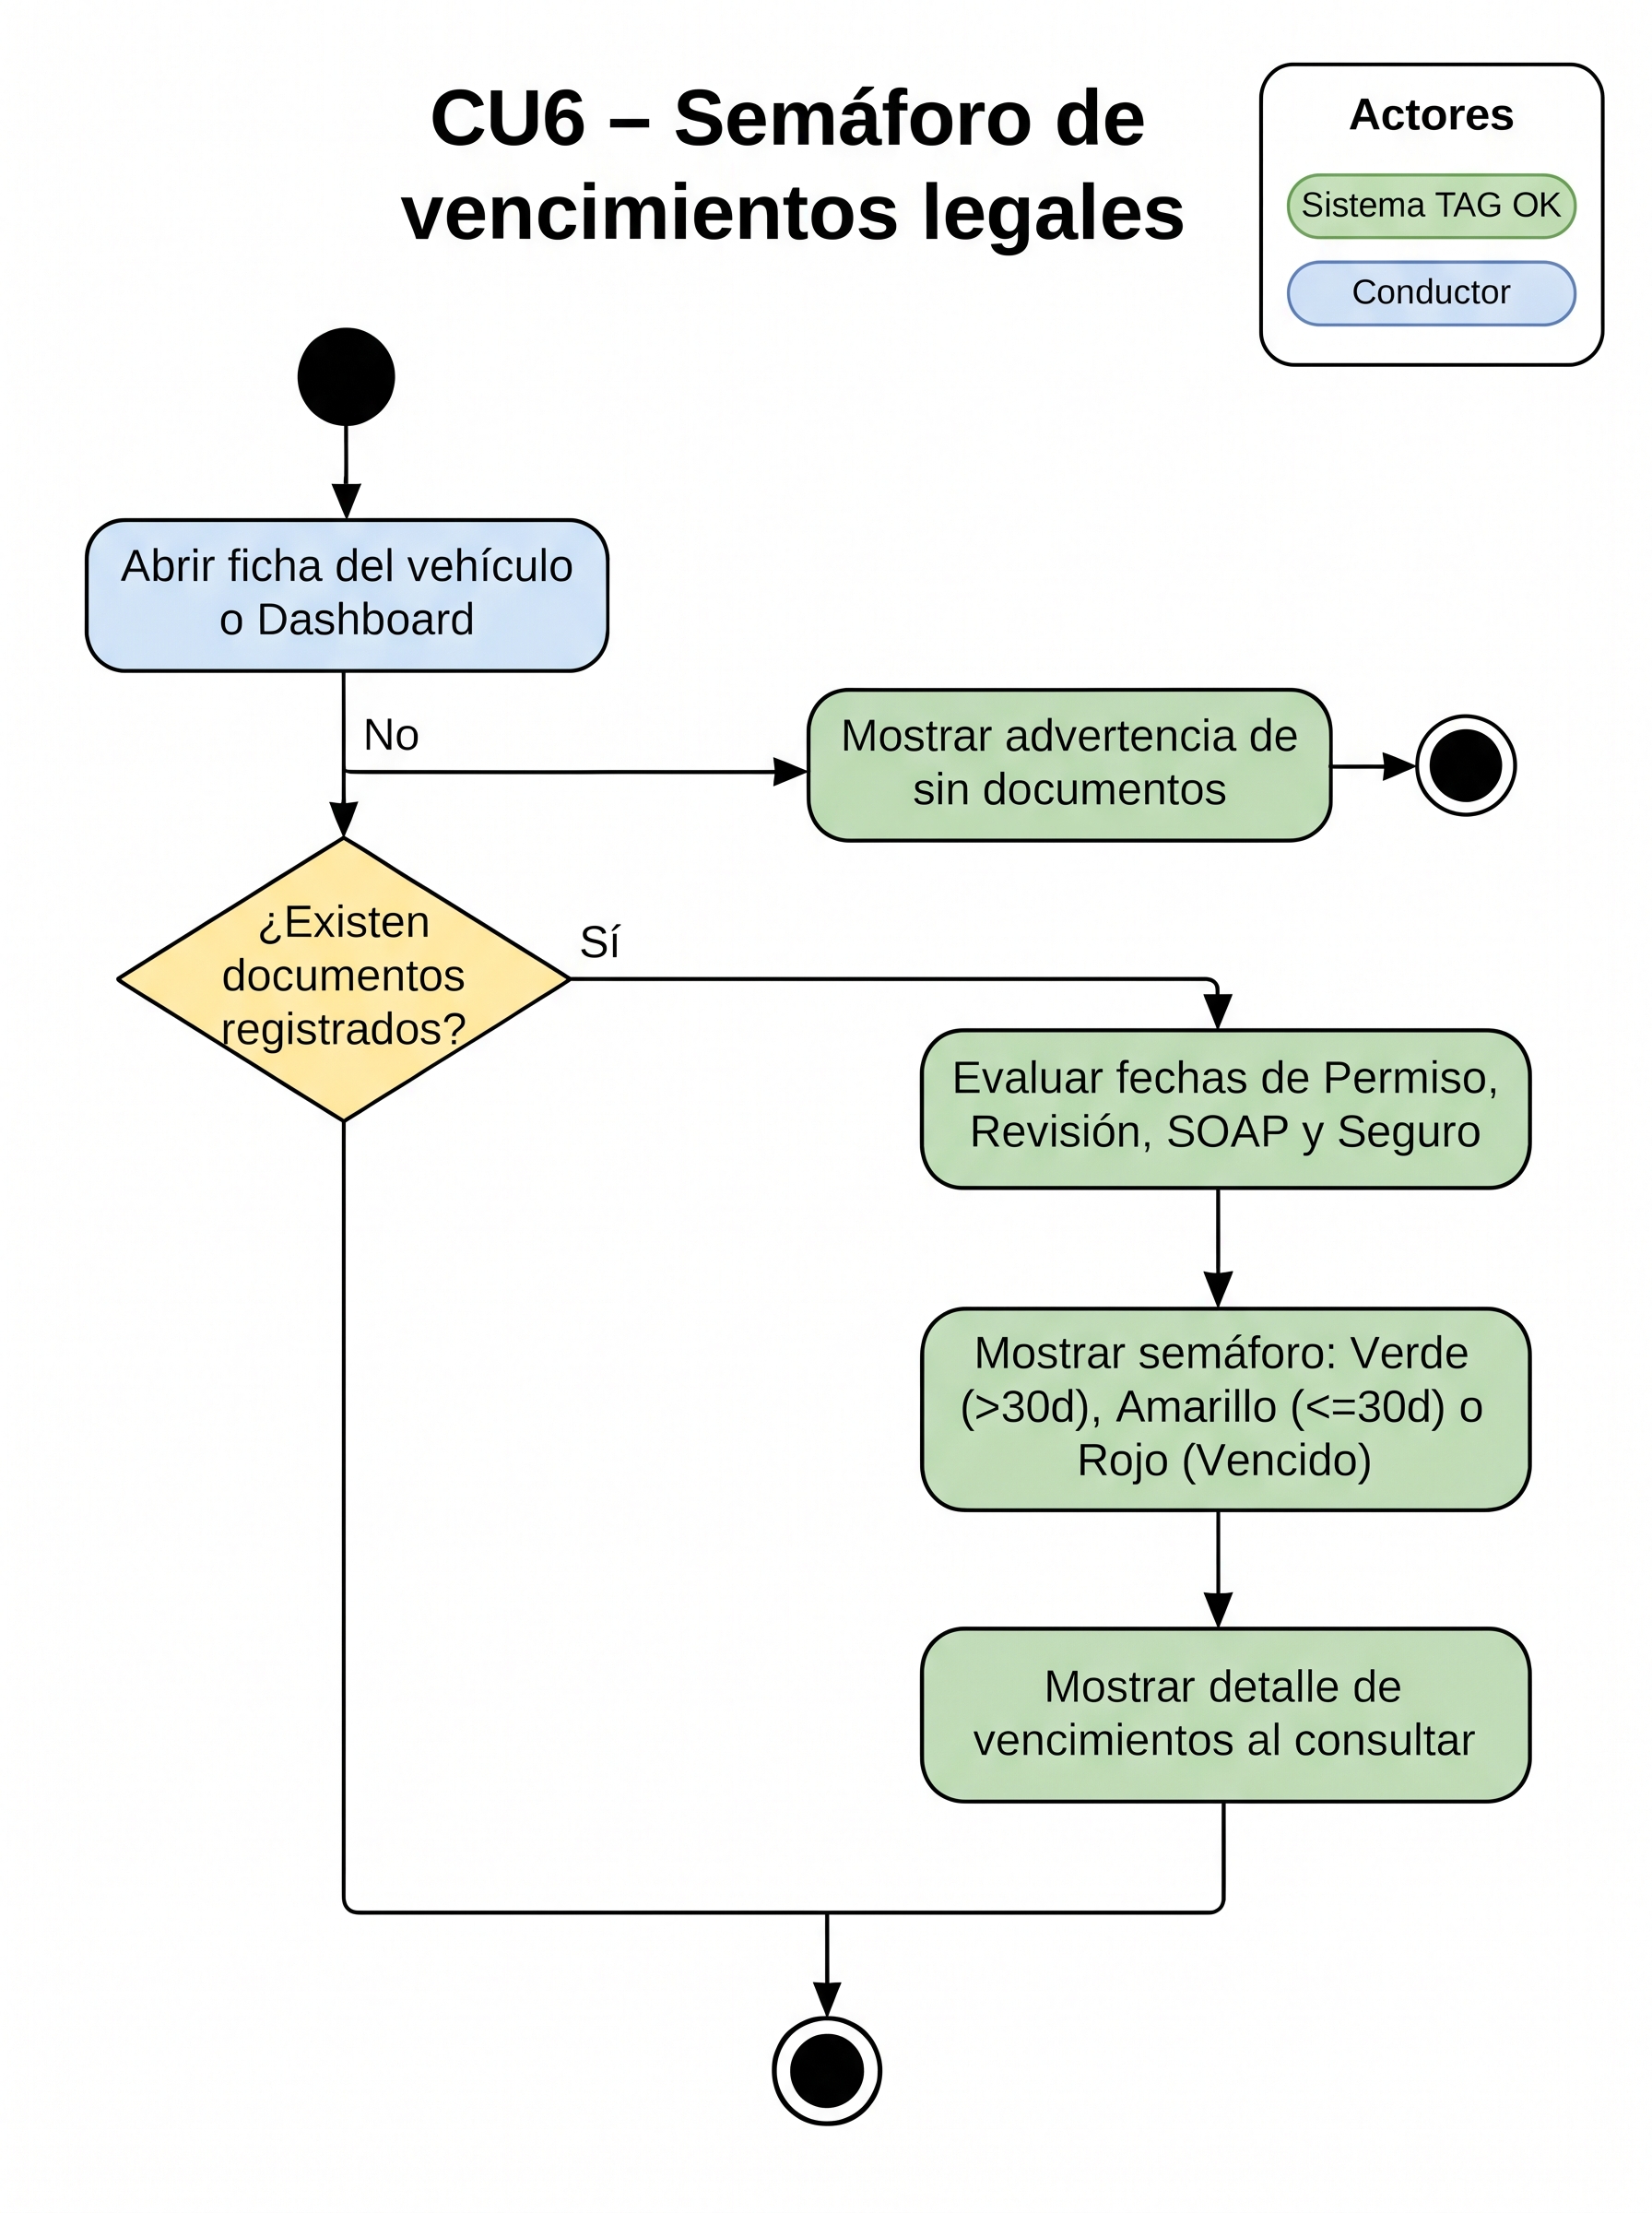 CU6 – Semáforo de
vencimientos legales
Actores
Sistema TAG OK
Conductor
Abrir ficha del vehículo
o Dashboard
No
Mostrar advertencia de
sin documentos
¿Existen
documentos
registrados?
Sí
Evaluar fechas de Permiso,
Revisión, SOAP y Seguro
Mostrar semáforo: Verde
(>30d), Amarillo (<=30d) o
Rojo (Vencido)
Mostrar detalle de
vencimientos al consultar